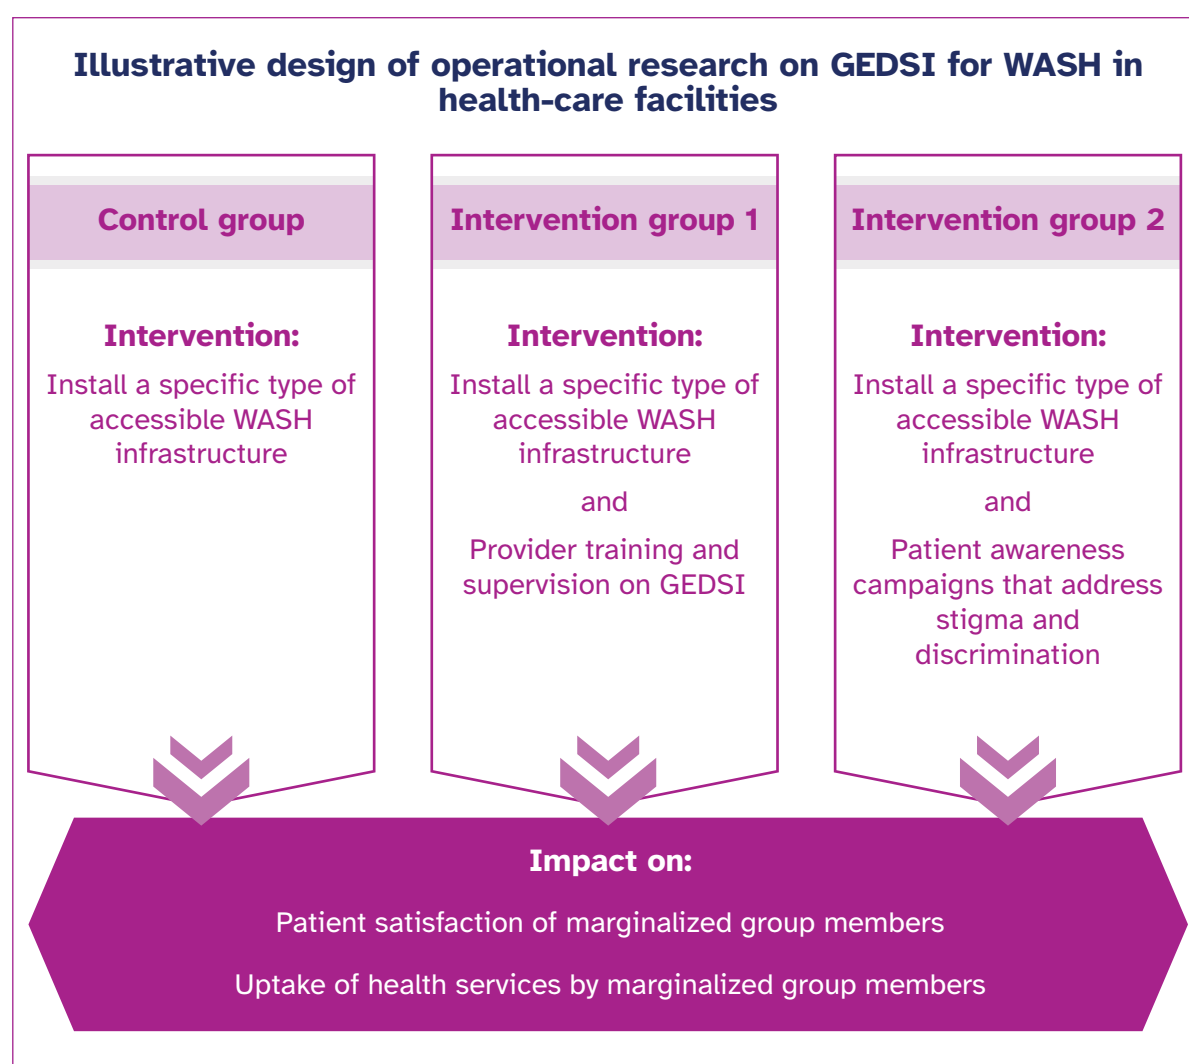 Illustrative design of operational research on GEDSI for WASH in
health-care facilities
Control group
Intervention:
Install a specific type of
accessible WASH
infrastructure
Intervention group 1
Intervention:
Install a specific type of
accessible WASH
infrastructure
and
Provider training and
supervision on GEDSI
Intervention group 2
Intervention:
Install a specific type of
accessible WASH
infrastructure
and
Patient awareness
campaigns that address
stigma and
discrimination
Impact on:
Patient satisfaction of marginalized group members
Uptake of health services by marginalized group members